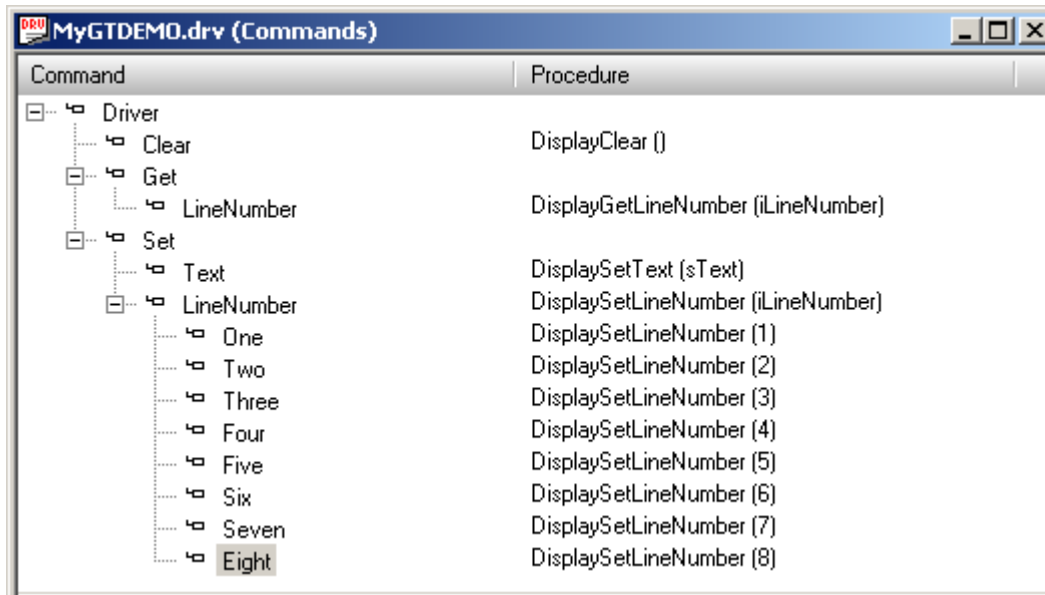 DRV MyGTDEMO.drv (Commands)
Command Procedure
Driver
Clear DisplayClear ()
Get
LineNumber DisplayGetLineNumber (iLineNumber)
Set
Text DisplaySetText (sText)
LineNumber DisplaySetLineNumber (iLineNumber)
One DisplaySetLineNumber (1)
Two DisplaySetLineNumber (2)
Three DisplaySetLineNumber (3)
Four DisplaySetLineNumber (4)
Five DisplaySetLineNumber (5)
Six DisplaySetLineNumber (6)
Seven DisplaySetLineNumber (7)
Eight DisplaySetLineNumber (8)